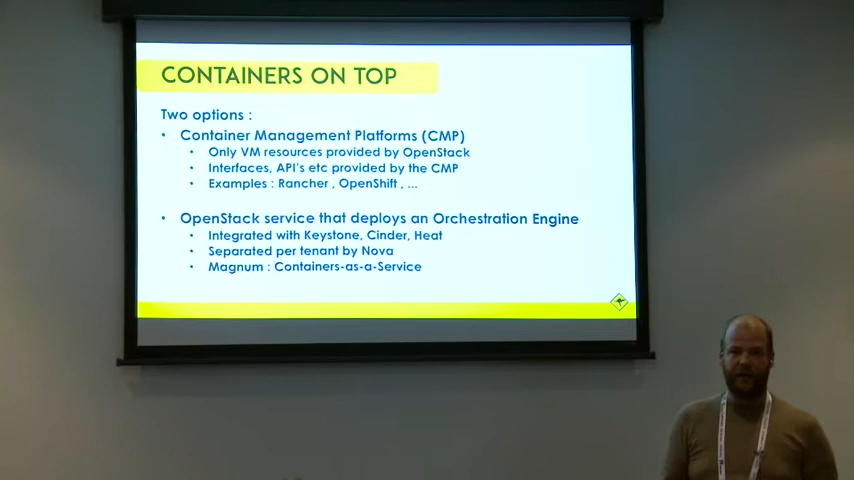 CONTAINERS ON TOP
Two options :
• Container Management Platforms (CMP)
• Only VM resources provided by OpenStack
• Interfaces, API's etc provided by the CMP
• Examples : Rancher , OpenShift , ...
• OpenStack service that deploys an Orchestration Engine
• Integrated with Keystone, Cinder, Heat
• Separated per tenant by Nova
• Magnum : Containers-as-a-Service